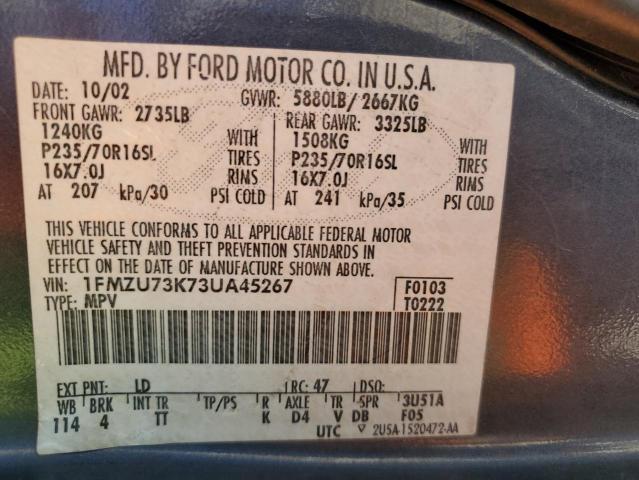 MFD. BY FORD MOTOR CO. IN U.S.A.
DATE: 10/02 GVWR: 5880LB/ 2667KG
FRONT GAWR: 2735LB REAR GAWR: 3325LB
1240KG WITH 1508KG WITH
P235/70R16SL TIRES P235/70R16SL TIRES
16X7.0J RIMS 16X7.0J RIMS
AT 207 kPa/30 PSI COLD AT 241 kPa/35 PSI COLD
THIS VEHICLE CONFORMS TO ALL APPLICABLE FEDERAL MOTOR
VEHICLE SAFETY AND THEFT PREVENTION STANDARDS IN
EFFECT ON THE DATE OF MANUFACTURE SHOWN ABOVE.
VIN: 1FMZU73K73UA45267 F0103
TYPE: MPV T0222
EXT PNT: LD RC: 47 DSO:
WB BRK INT TR TP/PS R AXLE TR SPR 3U51A
114 4 TT K D4 V DB F05
UTC ▽ 2U5A-1520472-AA